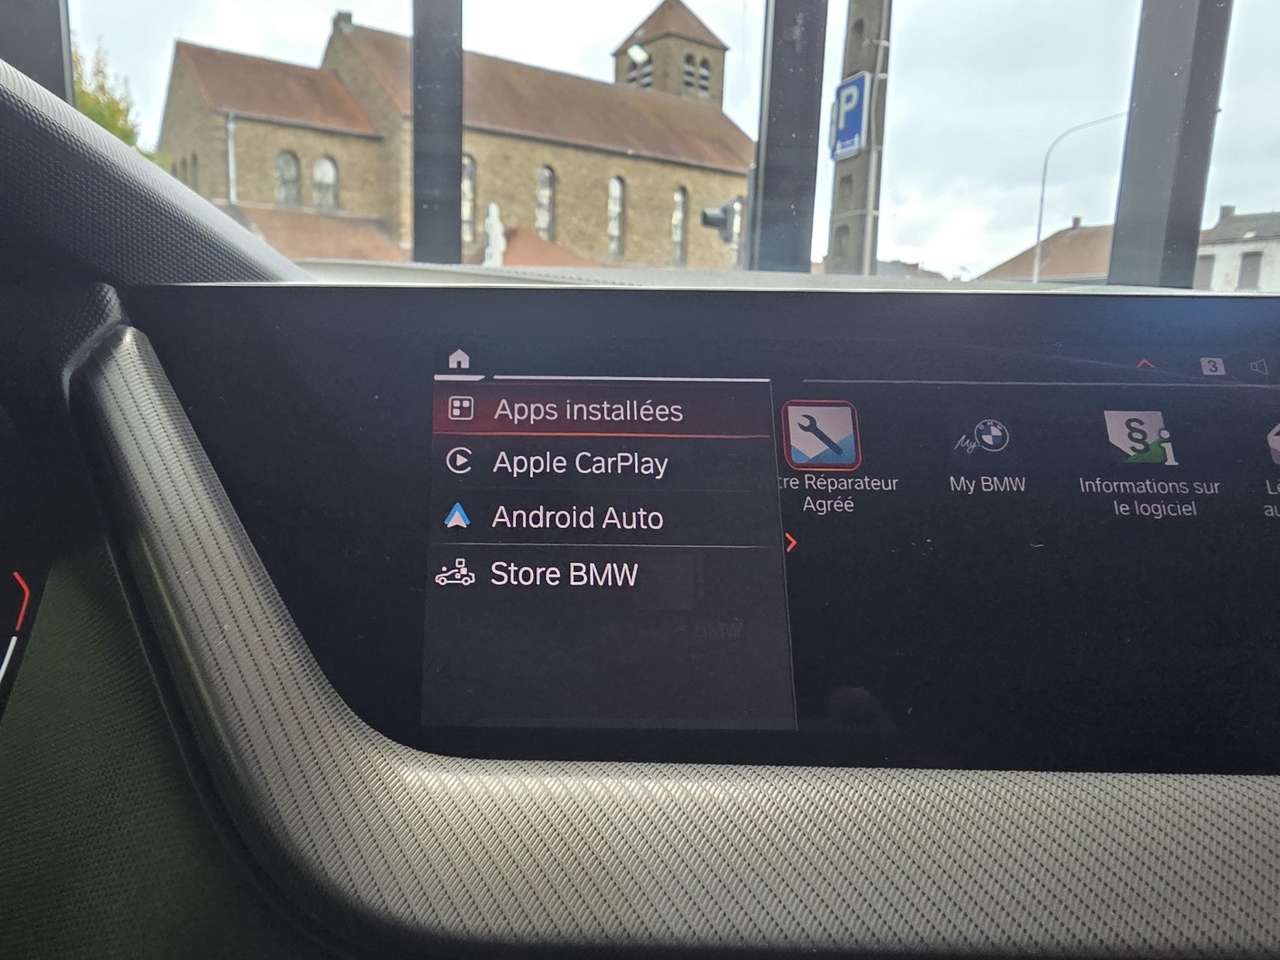 P
3
Apps installées
Apple CarPlay
Android Auto
Store BMW
tre Réparateur
Agréé
My BMW
§
i
Informations sur
le logiciel